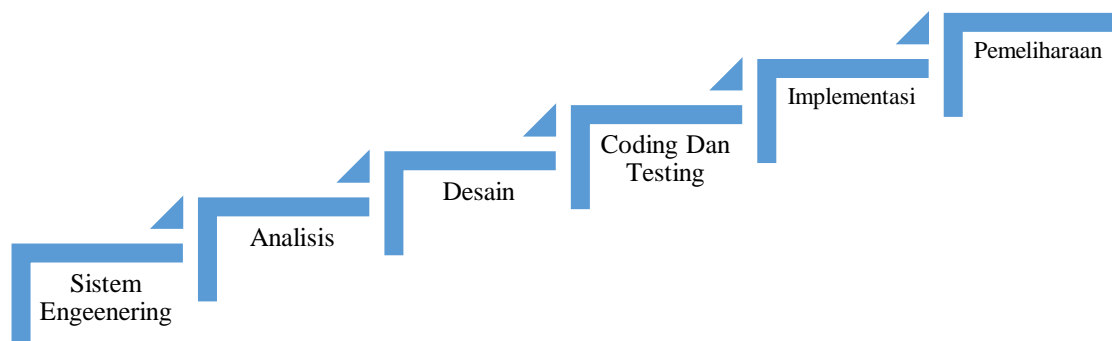 Sistem
Engeenering
Analisis
Desain
Coding Dan
Testing
Implementasi
Pemeliharaan